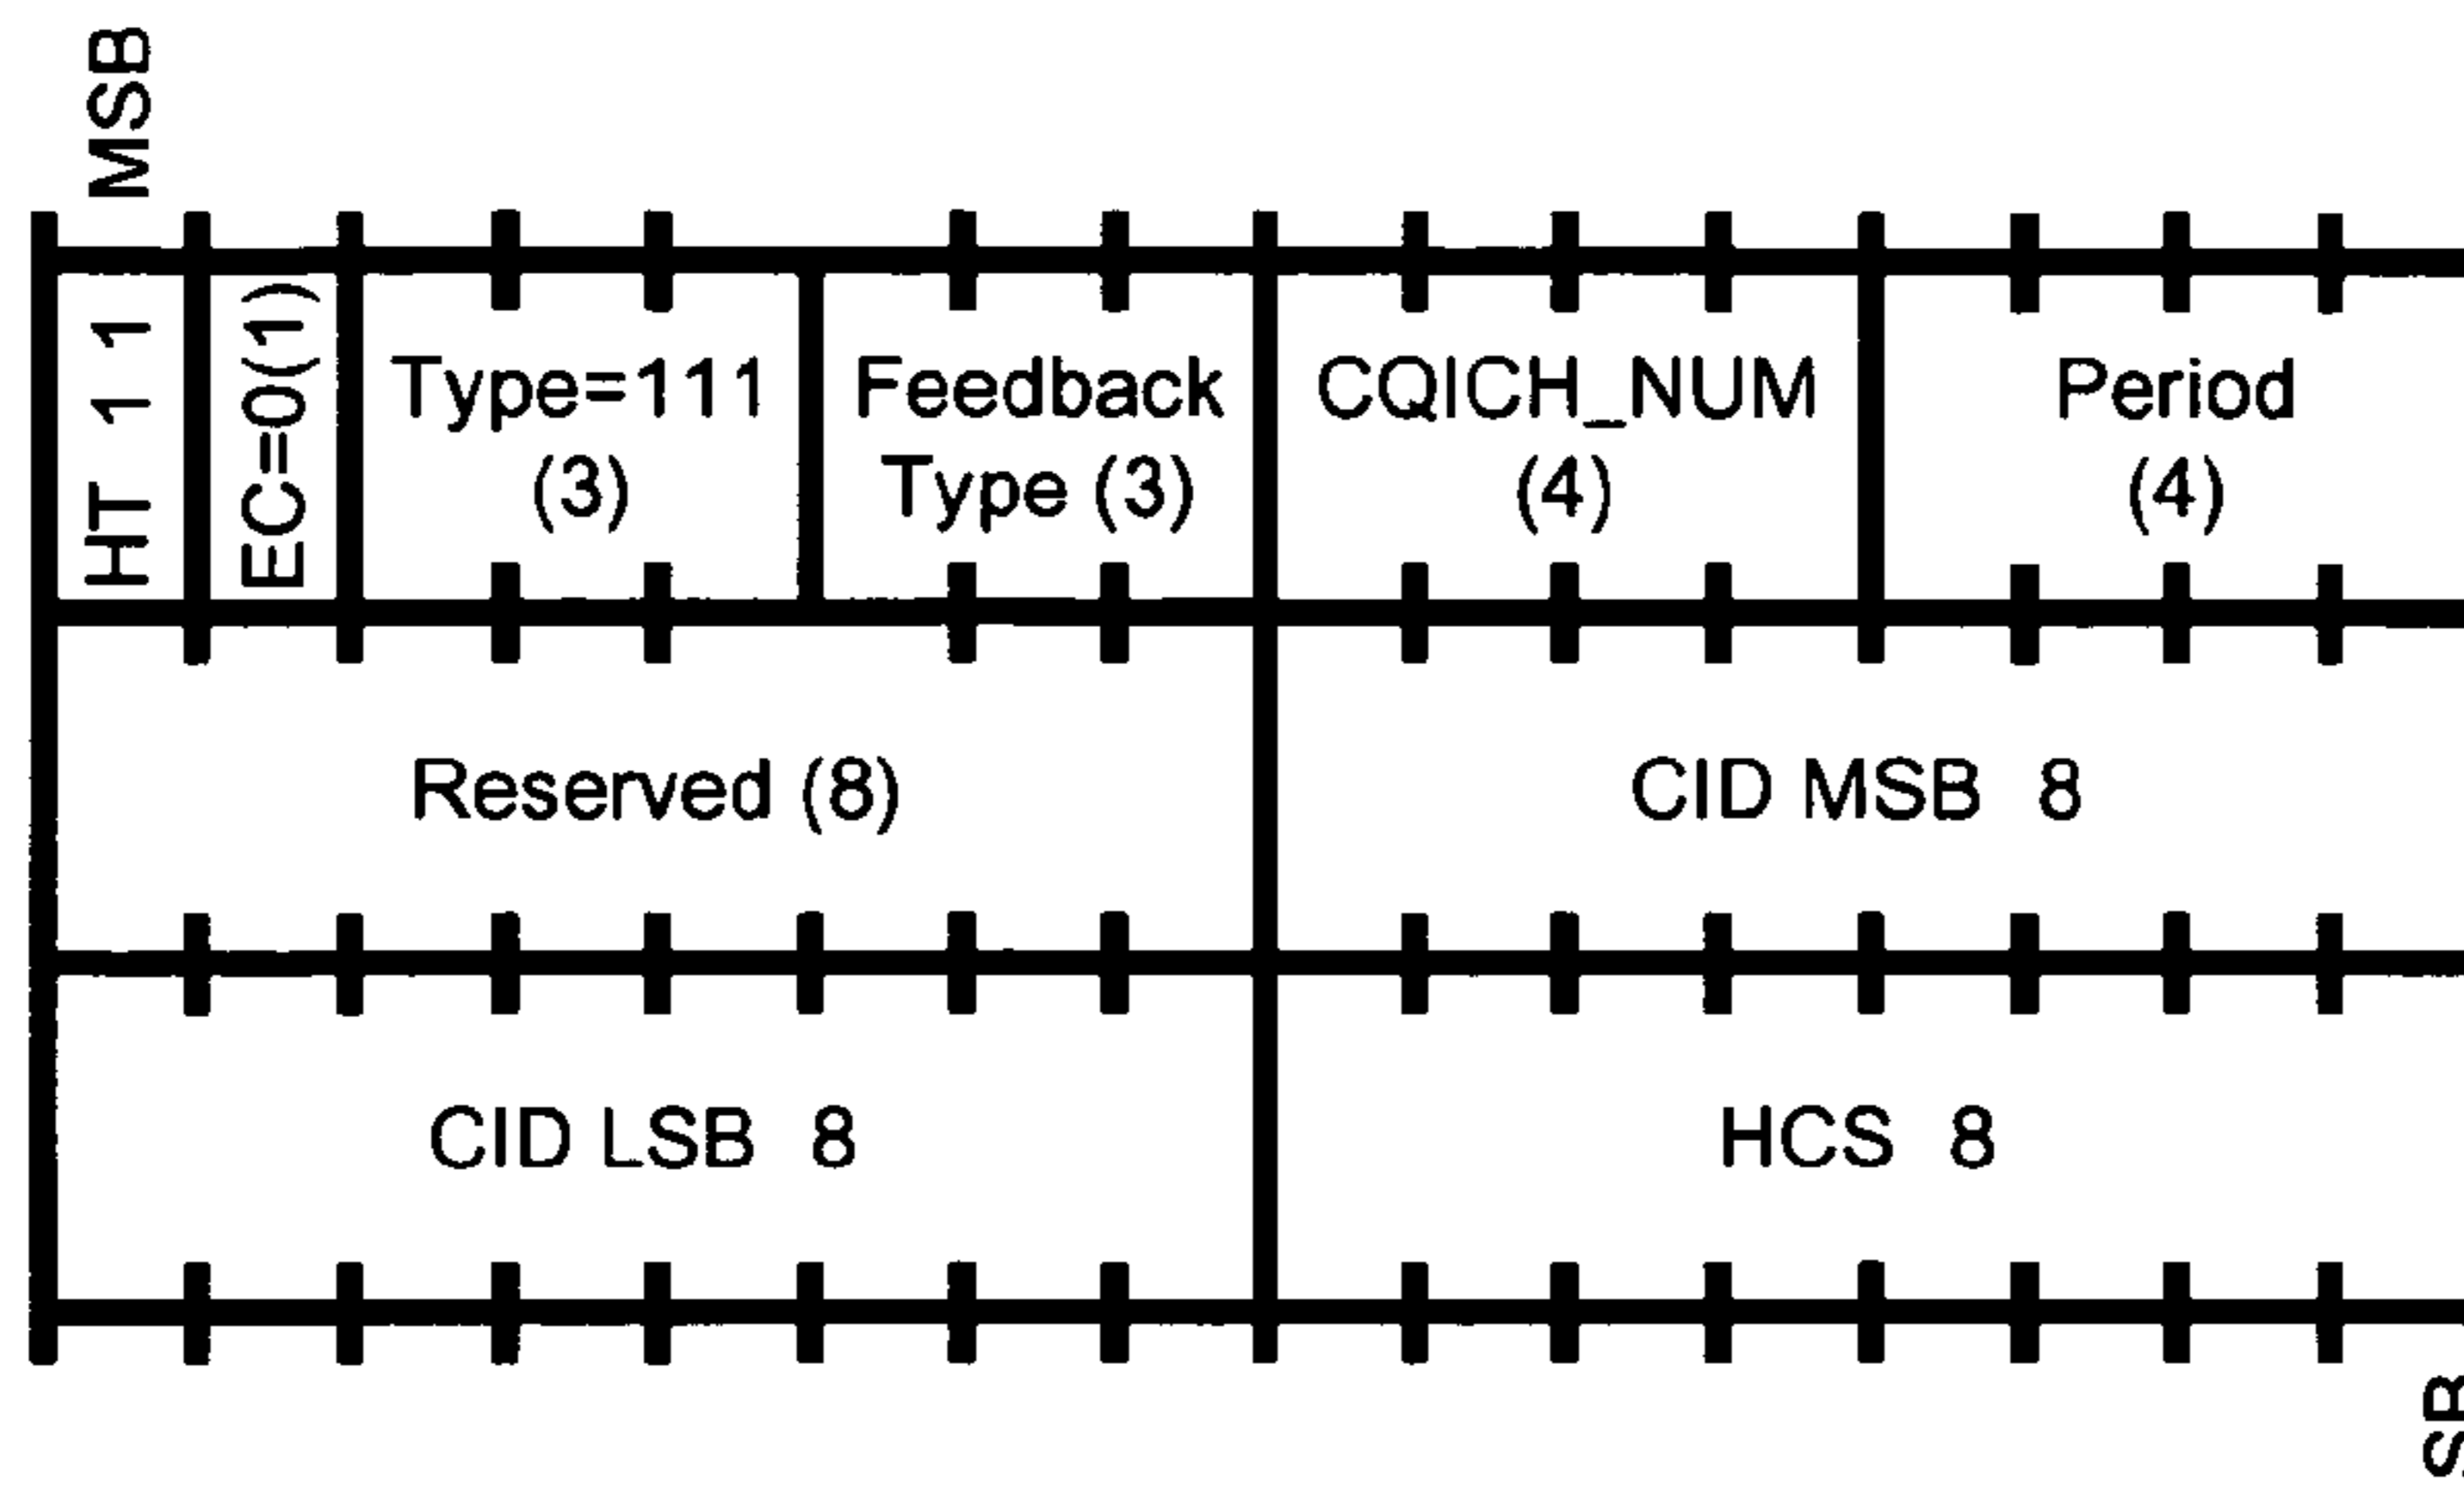 MSB
HT 1 1
EC=0(1)
Type=111
(3)
Feedback
Type (3)
CQICH_NUM
(4)
Period
(4)
Reserved (8)
CID MSB 8
CID LSB 8
HCS 8